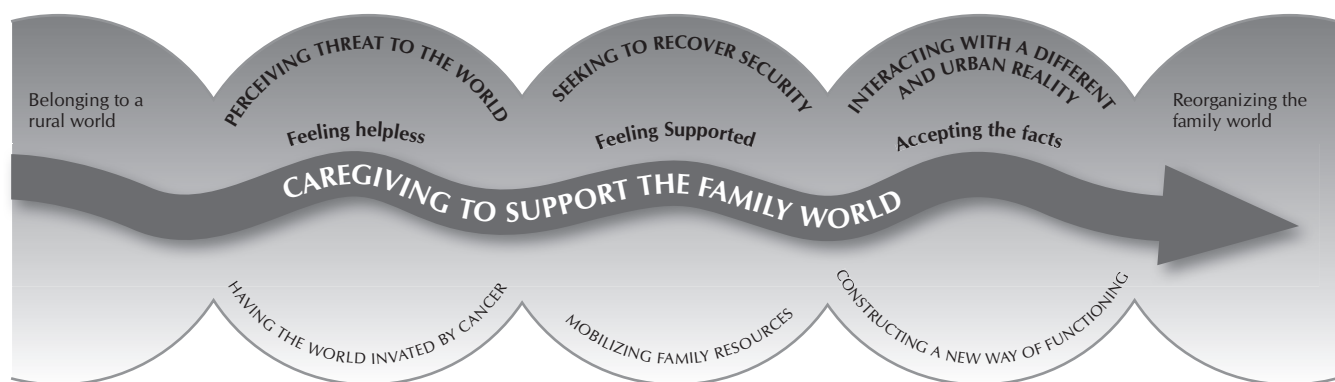 Belonging to a
rural world
PERCEIVING THREAT TO THE WORLD
Feeling helpless
SEEKING TO RECOVER SECURITY
Feeling Supported
INTERACTING WITH A DIFFERENT
AND URBAN REALITY
Accepting the facts
Reorganizing the
family world
CAREGIVING TO SUPPORT THE FAMILY WORLD
HAVING THE WORLD INVATED BY CANCER
MOBILIZING FAMILY RESOURCES
CONSTRUCTING A NEW WAY OF FUNCTIONING